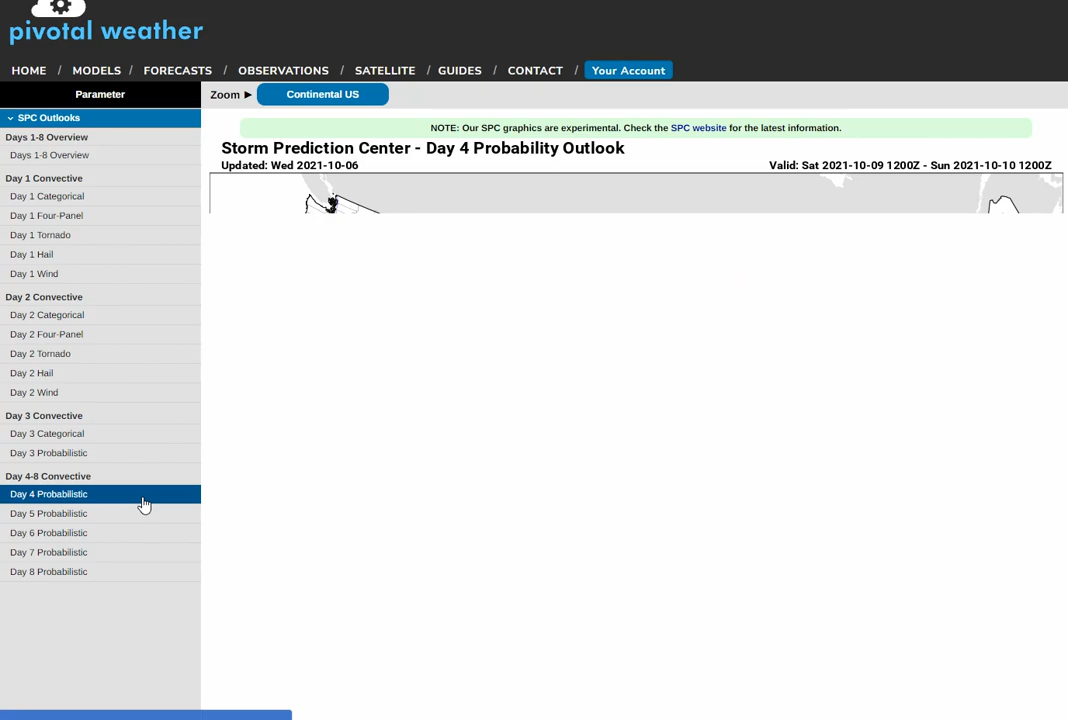 pivotal weather
HOME / MODELS / FORECASTS / OBSERVATIONS / SATELLITE / GUIDES / CONTACT / Your Account
Parameter
Zoom ▶ Continental US
SPC Outlooks
Days 1-8 Overview
Days 1-8 Overview
Day 1 Convective
Day 1 Categorical
Day 1 Four-Panel
Day 1 Tornado
Day 1 Hail
Day 1 Wind
Day 2 Convective
Day 2 Categorical
Day 2 Four-Panel
Day 2 Tornado
Day 2 Hail
Day 2 Wind
Day 3 Convective
Day 3 Categorical
Day 3 Probabilistic
Day 4-8 Convective
Day 4 Probabilistic
Day 5 Probabilistic
Day 6 Probabilistic
Day 7 Probabilistic
Day 8 Probabilistic
NOTE: Our SPC graphics are experimental. Check the SPC website for the latest information.
Storm Prediction Center - Day 4 Probability Outlook
Updated: Wed 2021-10-06
Valid: Sat 2021-10-09 1200Z - Sun 2021-10-10 1200Z